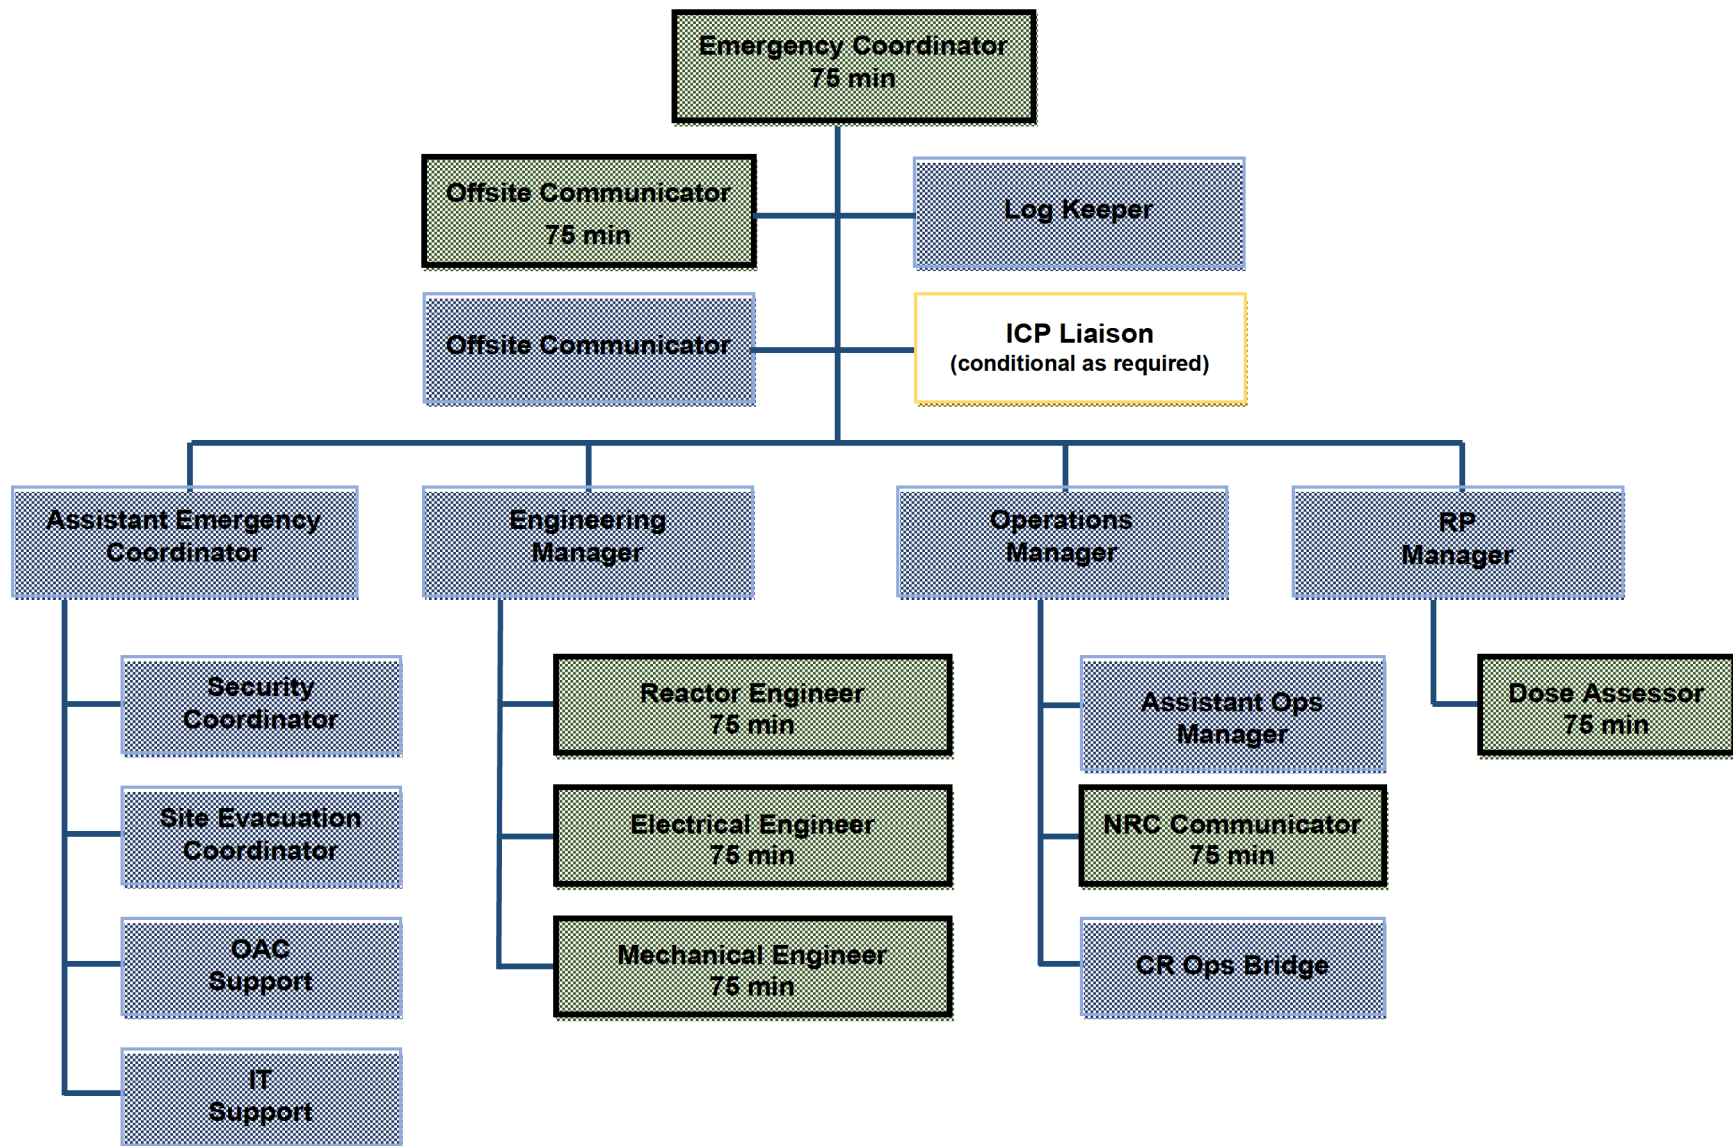 Emergency Coordinator
75 min
Offsite Communicator
75 min
Log Keeper
Offsite Communicator
ICP Liaison
(conditional as required)
Assistant Emergency
Coordinator
Engineering
Manager
Operations
Manager
RP
Manager
Security
Coordinator
Reactor Engineer
75 min
Assistant Ops
Manager
Dose Assessor
75 min
Site Evacuation
Coordinator
Electrical Engineer
75 min
NRC Communicator
75 min
OAC
Support
Mechanical Engineer
75 min
CR Ops Bridge
IT
Support